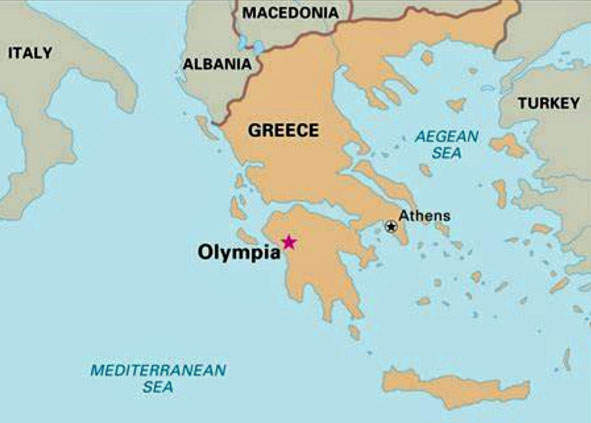 MACEDONIA
ITALY
ALBANIA
TURKEY
GREECE
AEGEAN
SEA
Athens
Olympia
MEDITERRANEAN
SEA